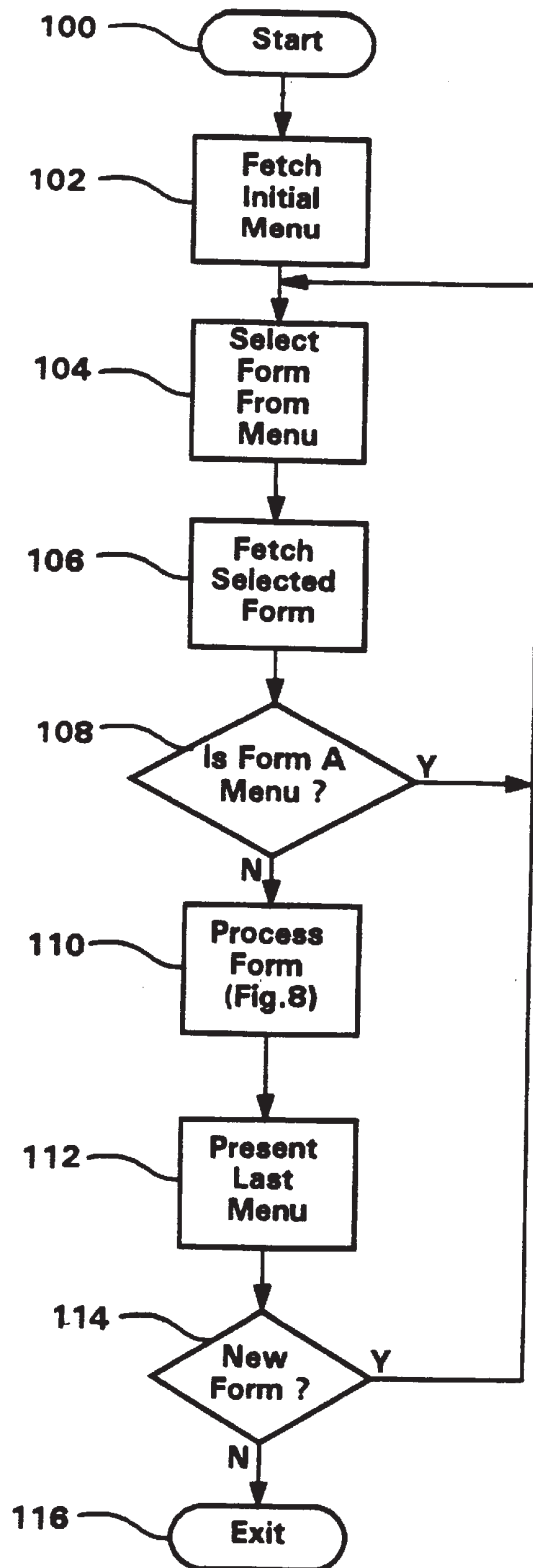 100
Start
102
Fetch
Initial
Menu
104
Select
Form
From
Menu
106
Fetch
Selected
Form
108
Is Form A
Menu ?
Y
N
110
Process
Form
(Fig.8)
112
Present
Last
Menu
114
New
Form ?
Y
N
116
Exit